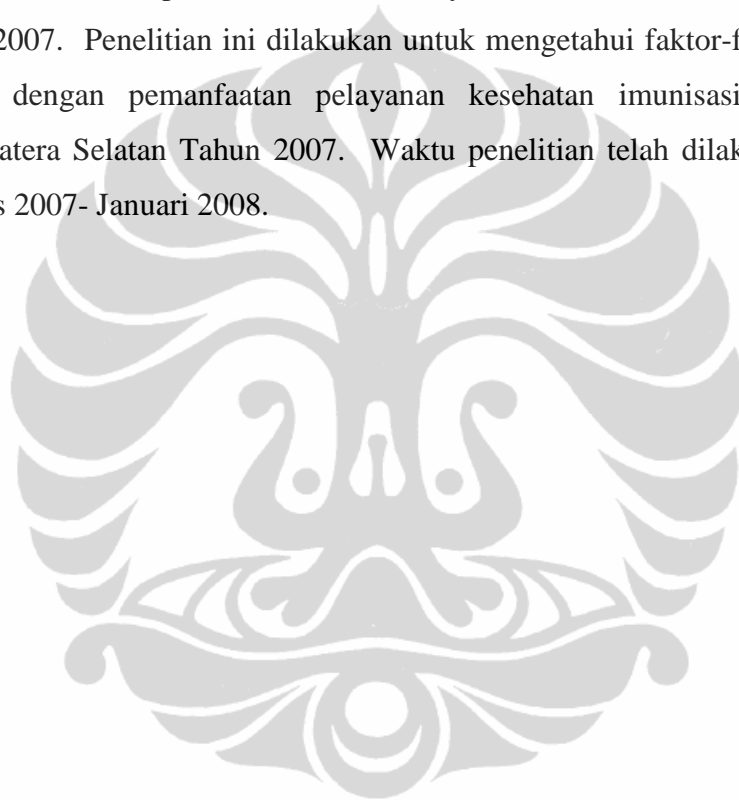 2007. Penelitian ini dilakukan untuk mengetahui faktor-f
dengan pemanfaatan pelayanan kesehatan imunisasi
atera Selatan Tahun 2007. Waktu penelitian telah dilak
s 2007- Januari 2008.